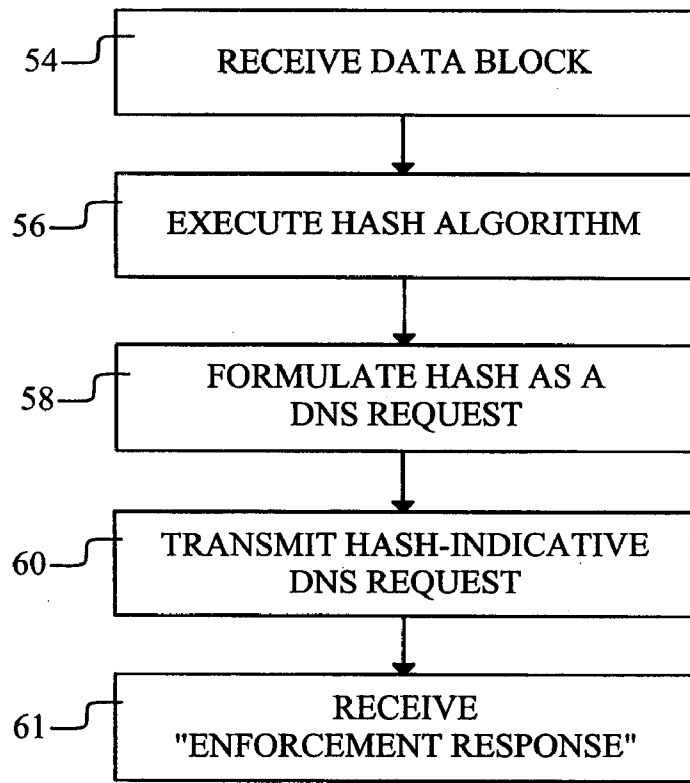 54
RECEIVE DATA BLOCK
56
EXECUTE HASH ALGORITHM
58
FORMULATE HASH AS A
DNS REQUEST
60
TRANSMIT HASH-INDICATIVE
DNS REQUEST
61
RECEIVE
"ENFORCEMENT RESPONSE"